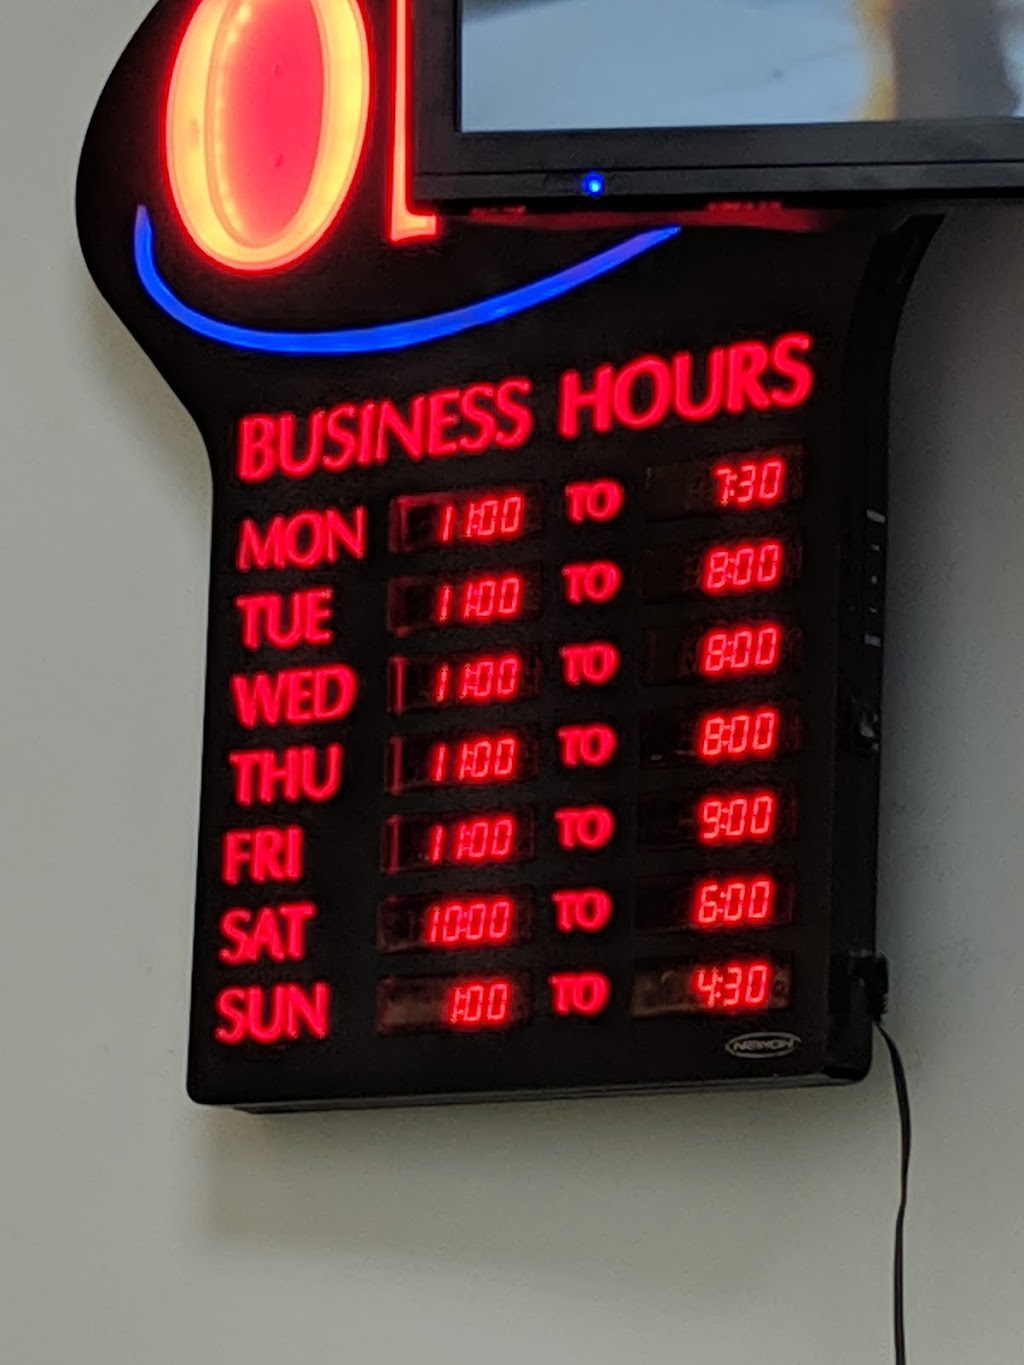 BUSINESS HOURS
MON 11:00 TO 7:30
TUE 11:00 TO 8:00
WED 11:00 TO 8:00
THU 11:00 TO 8:00
FRI 11:00 TO 9:00
SAT 10:00 TO 6:00
SUN 1:00 TO 4:30
NEWON